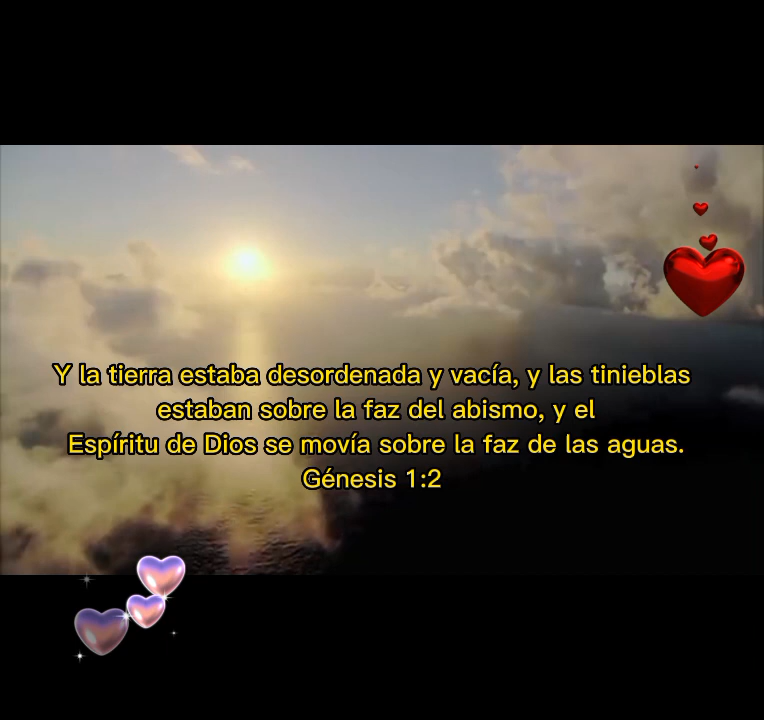 Y la tierra estaba desordenada y vacía, y las tinieblas
estaban sobre la faz del abismo, y el
Espíritu de Dios se movía sobre la faz de las aguas.
Génesis 1:2